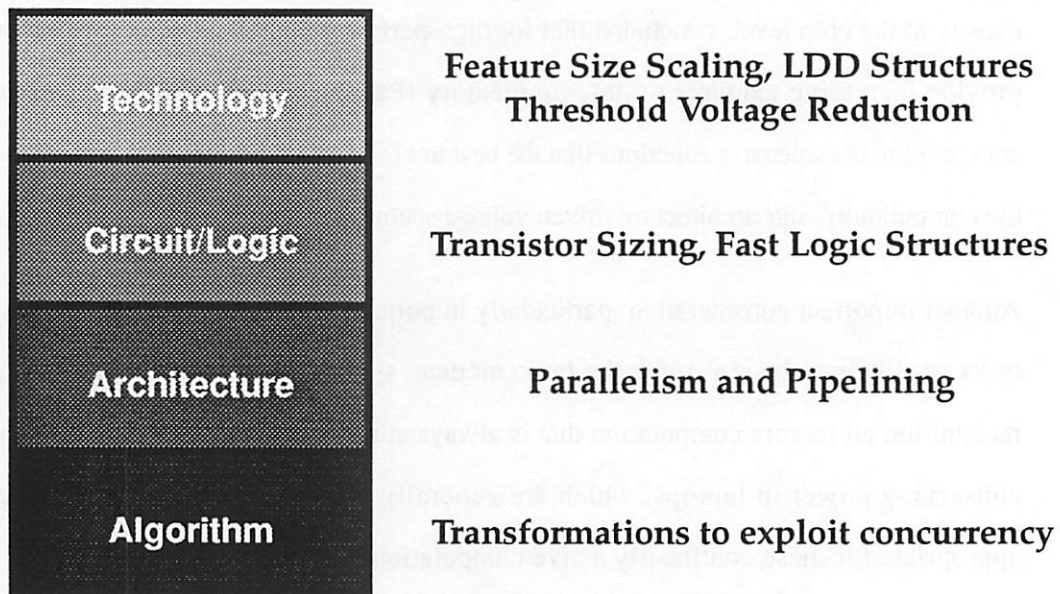 Technology
Feature Size Scaling, LDD Structures
Threshold Voltage Reduction
Circuit/Logic
Transistor Sizing, Fast Logic Structures
Architecture
Parallelism and Pipelining
Algorithm
Transformations to exploit concurrency